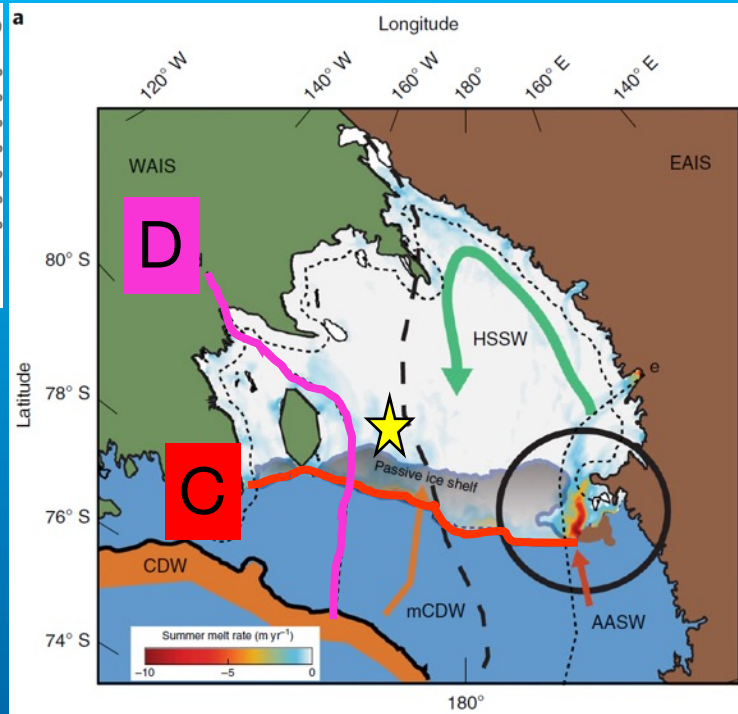 a
Longitude
120° W
140° W
160° W
180°
160° E
140° E
WAIS
EAIS
D
80° S
HSSW
e
Latitude
78° S
Passive ice shelf
C
76° S
CDW
mCDW
AASW
74° S
Summer melt rate (m yr⁻¹)
−10
−5
0
180°